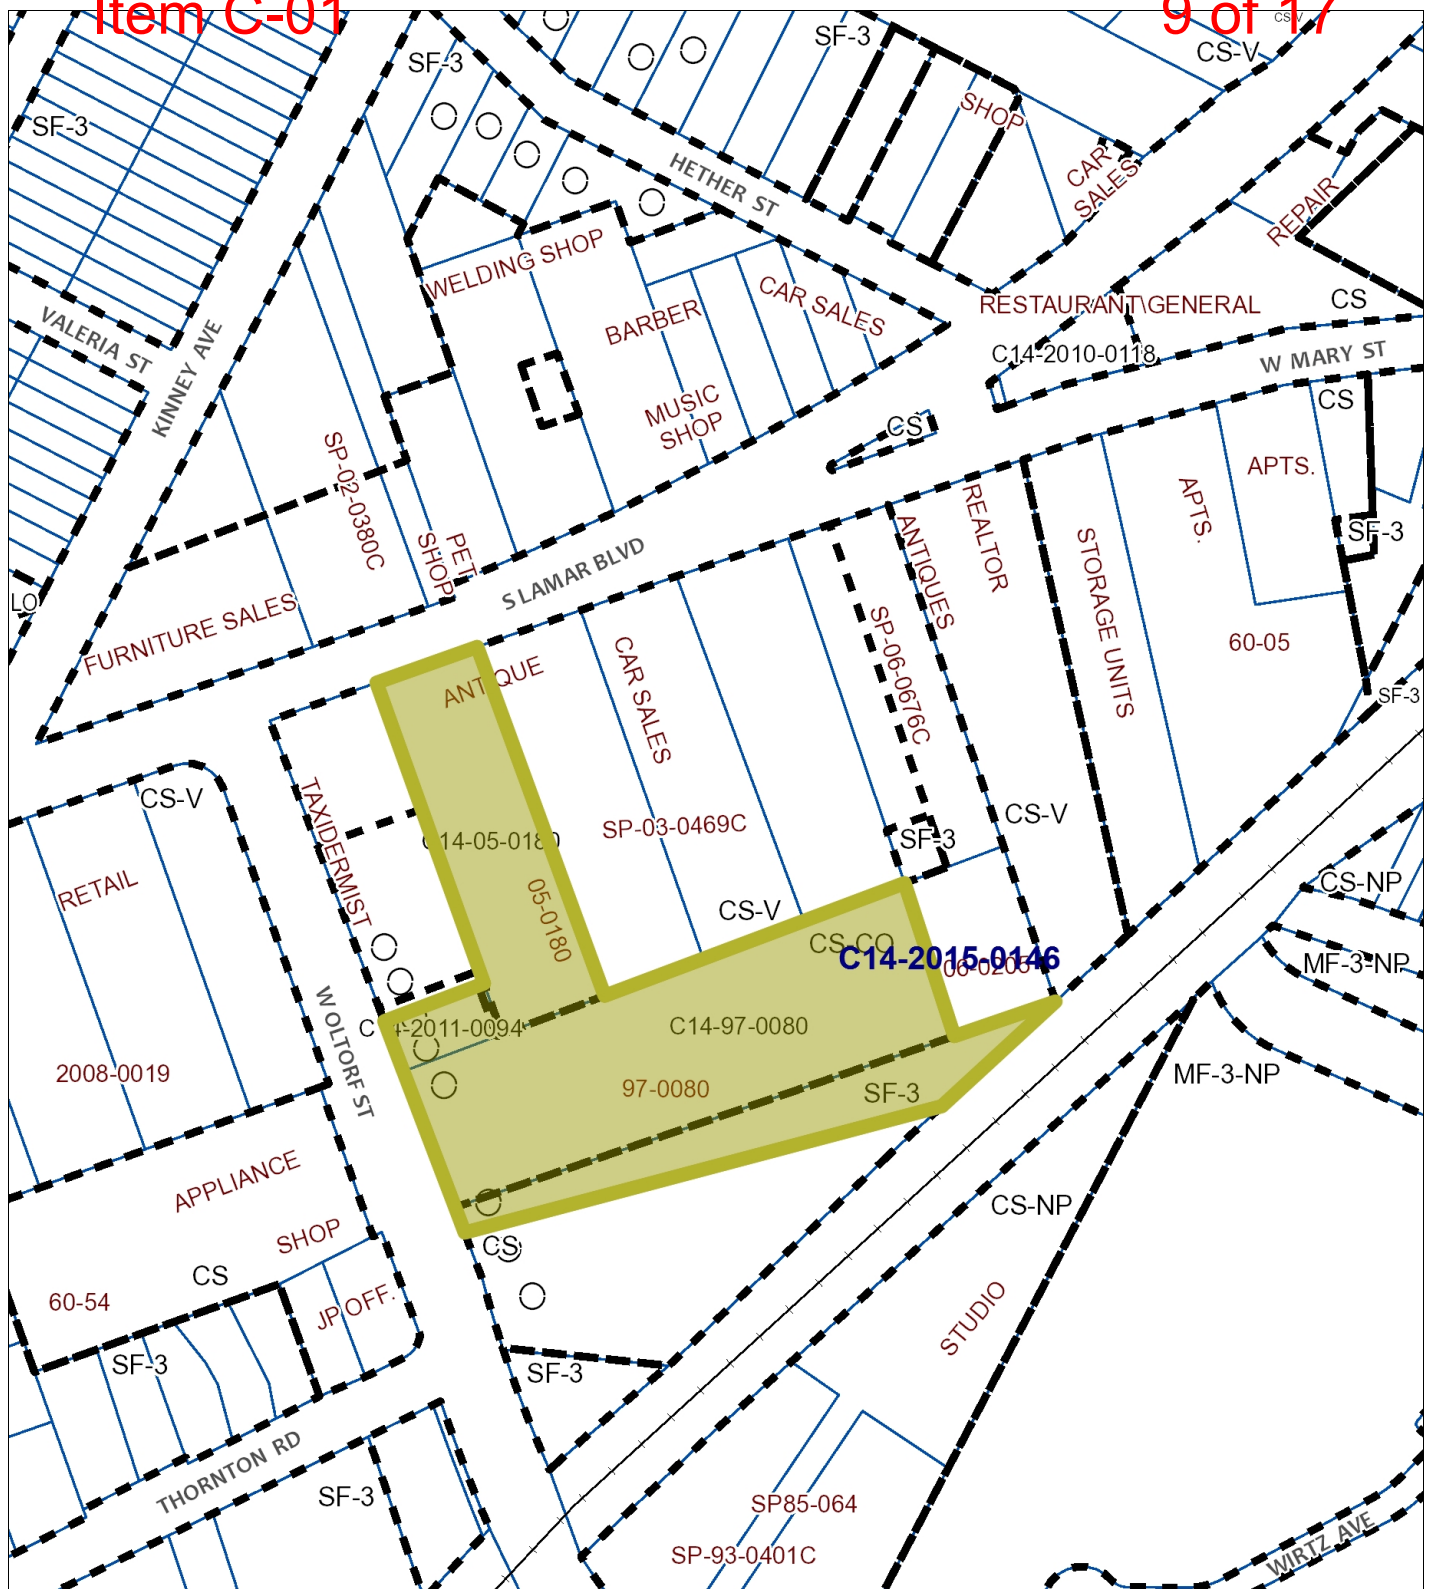 Item C-01
9 of 17
CS-V
SF-3
SF-3
CS-V
SF-3
SHOP
CAR
SALES
HETHER ST
REPAIR
WELDING SHOP
VALERIA ST
KINNEY AVE
BARBER
CAR SALES
RESTAURANT\GENERAL
CS
C14-2010-0118
W MARY ST
MUSIC
SHOP
CS
CS
SP-02-0380C
APTS.
APTS.
REALTOR
ANTIQUES
STORAGE UNITS
SF-3
PET
SHOP
S LAMAR BLVD
LO
FURNITURE SALES
SP-06-0676C
60-05
ANTIQUE
CAR SALES
SF-3
CS-V
TAXIDERMIST
C14-05-0180
SP-03-0469C
SF-3
CS-V
RETAIL
05-0180
CS-V
CS-NP
CS-CO
C14-2015-0146
MF-3-NP
W OLTORF ST
C14-2011-0094
C14-97-0080
2008-0019
97-0080
SF-3
MF-3-NP
APPLIANCE
SHOP
CS-NP
CS
CS
60-54
JP OFF.
STUDIO
SF-3
SF-3
THORNTON RD
SF-3
SP85-064
SP-93-0401C
WIRTZ AVE